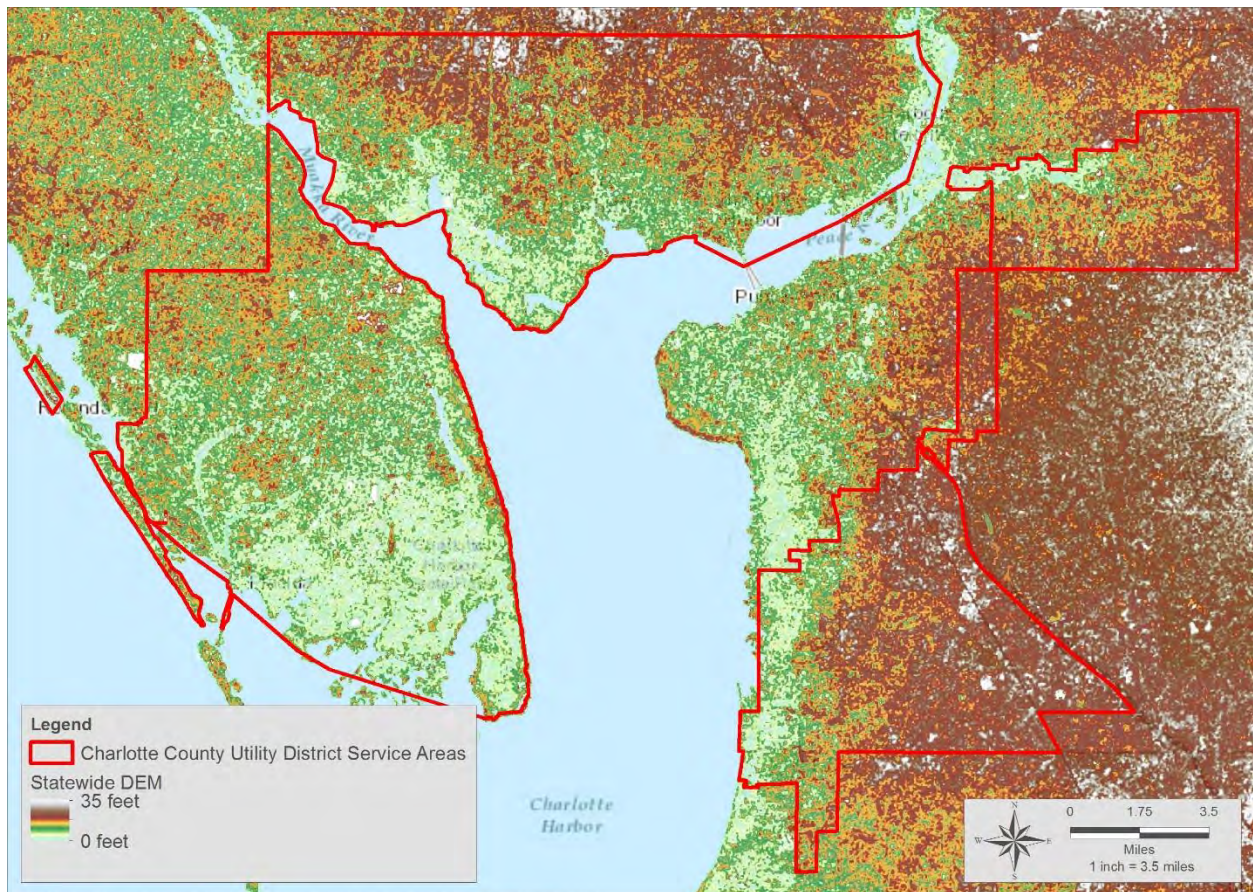 Myakka River
Peace
Charlotte
Harbor
Legend
Charlotte County Utility District Service Areas
Statewide DEM
35 feet
0 feet
N
W
E
S
0 1.75 3.5
Miles
1 inch = 3.5 miles